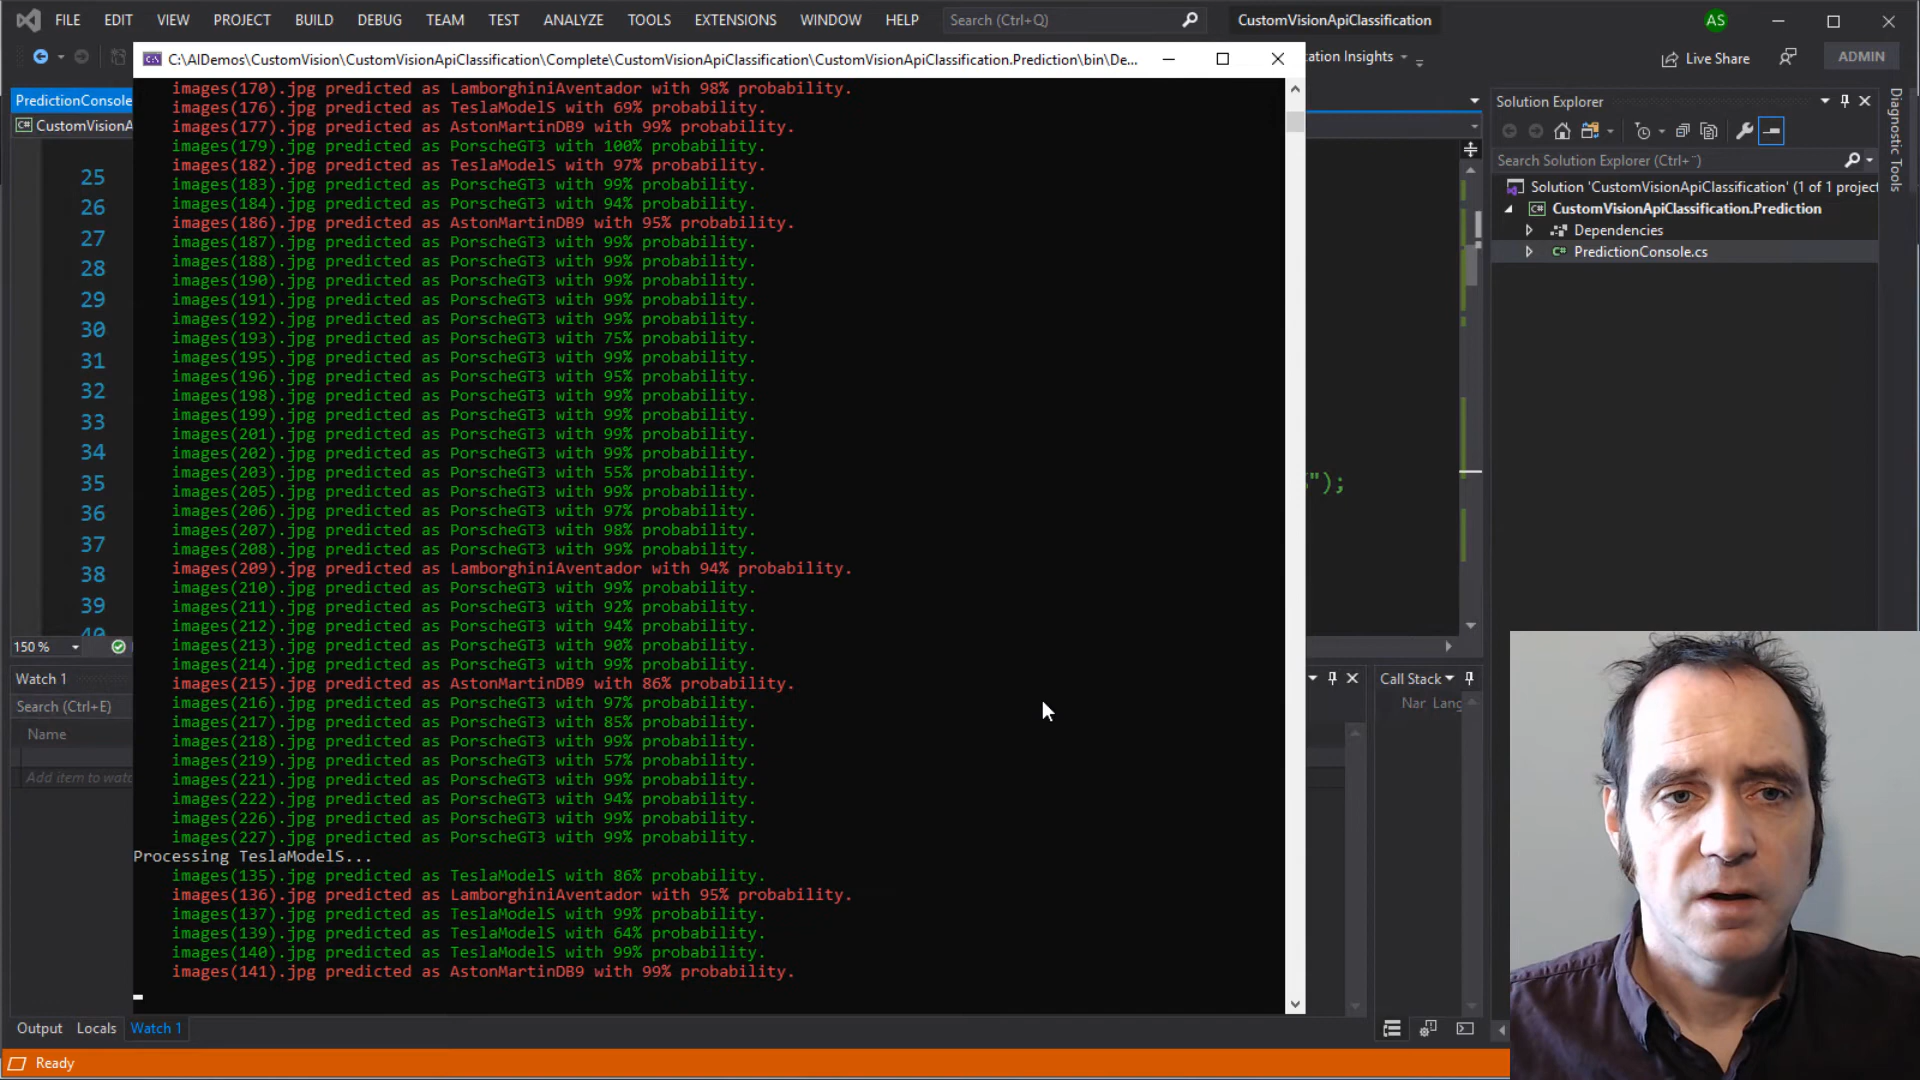 FILE EDIT VIEW PROJECT BUILD DEBUG TEAM TEST ANALYZE TOOLS EXTENSIONS WINDOW HELP Search (Ctrl+Q) CustomVisionApiClassification AS
C:\AIDemos\CustomVision\CustomVisionApiClassification\Complete\CustomVisionApiClassification\CustomVisionApiClassification.Prediction\bin\De...
cation Insights Live Share ADMIN
PredictionConsole
CustomVisionA
images(170).jpg predicted as LamborghiniAventador with 98% probability.
images(176).jpg predicted as TeslaModelS with 69% probability.
images(177).jpg predicted as AstonMartinDB9 with 99% probability.
images(179).jpg predicted as PorscheGT3 with 100% probability.
images(182).jpg predicted as TeslaModelS with 97% probability.
images(183).jpg predicted as PorscheGT3 with 99% probability.
images(184).jpg predicted as PorscheGT3 with 94% probability.
images(186).jpg predicted as AstonMartinDB9 with 95% probability.
images(187).jpg predicted as PorscheGT3 with 99% probability.
images(188).jpg predicted as PorscheGT3 with 99% probability.
images(190).jpg predicted as PorscheGT3 with 99% probability.
images(191).jpg predicted as PorscheGT3 with 99% probability.
images(192).jpg predicted as PorscheGT3 with 99% probability.
images(193).jpg predicted as PorscheGT3 with 75% probability.
images(195).jpg predicted as PorscheGT3 with 99% probability.
images(196).jpg predicted as PorscheGT3 with 95% probability.
images(198).jpg predicted as PorscheGT3 with 99% probability.
images(199).jpg predicted as PorscheGT3 with 99% probability.
images(201).jpg predicted as PorscheGT3 with 99% probability.
images(202).jpg predicted as PorscheGT3 with 99% probability.
images(203).jpg predicted as PorscheGT3 with 55% probability.
images(205).jpg predicted as PorscheGT3 with 99% probability.
images(206).jpg predicted as PorscheGT3 with 97% probability.
images(207).jpg predicted as PorscheGT3 with 98% probability.
images(208).jpg predicted as PorscheGT3 with 99% probability.
images(209).jpg predicted as LamborghiniAventador with 94% probability.
images(210).jpg predicted as PorscheGT3 with 99% probability.
images(211).jpg predicted as PorscheGT3 with 92% probability.
images(212).jpg predicted as PorscheGT3 with 94% probability.
images(213).jpg predicted as PorscheGT3 with 90% probability.
images(214).jpg predicted as PorscheGT3 with 99% probability.
images(215).jpg predicted as AstonMartinDB9 with 86% probability.
images(216).jpg predicted as PorscheGT3 with 97% probability.
images(217).jpg predicted as PorscheGT3 with 85% probability.
images(218).jpg predicted as PorscheGT3 with 99% probability.
images(219).jpg predicted as PorscheGT3 with 57% probability.
images(221).jpg predicted as PorscheGT3 with 99% probability.
images(222).jpg predicted as PorscheGT3 with 94% probability.
images(226).jpg predicted as PorscheGT3 with 99% probability.
images(227).jpg predicted as PorscheGT3 with 99% probability.
Processing TeslaModelS...
images(135).jpg predicted as TeslaModelS with 86% probability.
images(136).jpg predicted as LamborghiniAventador with 95% probability.
images(137).jpg predicted as TeslaModelS with 99% probability.
images(139).jpg predicted as TeslaModelS with 64% probability.
images(140).jpg predicted as TeslaModelS with 99% probability.
images(141).jpg predicted as AstonMartinDB9 with 99% probability.
25
26
27
28
29
30
31
32
33
34
35
36
37
38
39
40
");
150 %
Watch 1
Search (Ctrl+E)
Name
Add item to watc
Call Stack
Nar Lang
Output Locals Watch 1
Ready
Solution Explorer
Search Solution Explorer (Ctrl+¨)
Solution 'CustomVisionApiClassification' (1 of 1 project
CustomVisionApiClassification.Prediction
Dependencies
C# PredictionConsole.cs
Diagnostic Tools